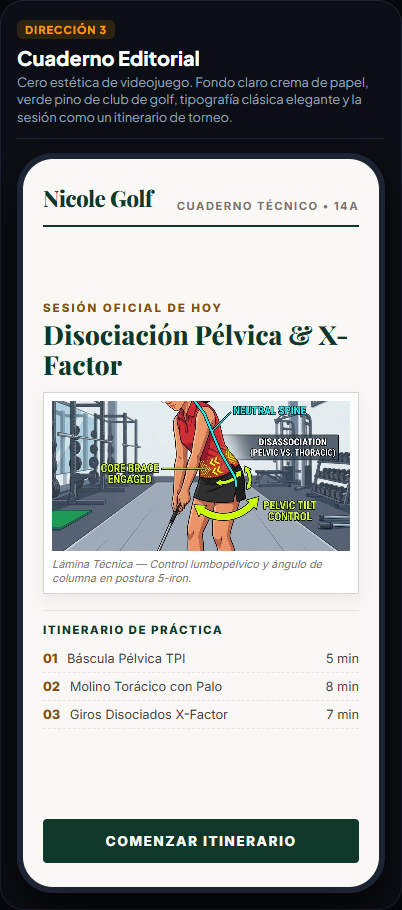 DIRECCIÓN 3
Cuaderno Editorial
Cero estética de videojuego. Fondo claro crema de papel,
verde pino de club de golf, tipografía clásica elegante y la
sesión como un itinerario de torneo.
Nicole Golf
CUADERNO TÉCNICO • 14A
SESIÓN OFICIAL DE HOY
Disociación Pélvica & X-
Factor
NEUTRAL SPINE
DISASSOCIATION
(PELVIC VS. THORACIC)
CORE BRACE
ENGAGED
PELVIC TILT
CONTROL
Lámina Técnica — Control lumbopélvico y ángulo de
columna en postura 5-iron.
ITINERARIO DE PRÁCTICA
01 Báscula Pélvica TPI 5 min
02 Molino Torácico con Palo 8 min
03 Giros Disociados X-Factor 7 min
COMENZAR ITINERARIO